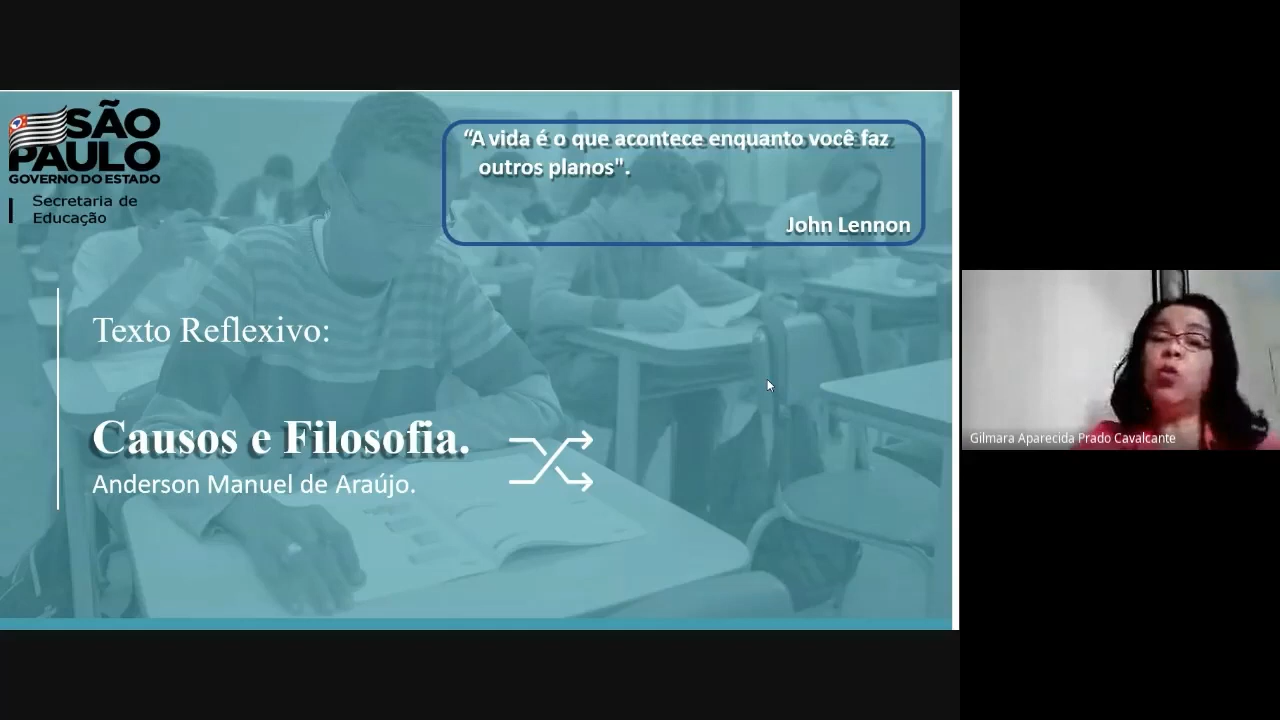 SÃO
PAULO
GOVERNO DO ESTADO
Secretaria de
Educação
“A vida é o que acontece enquanto você faz
outros planos".
John Lennon
Texto Reflexivo:
Causos e Filosofia.
Anderson Manuel de Araújo.
Gilmara Aparecida Prado Cavalcante